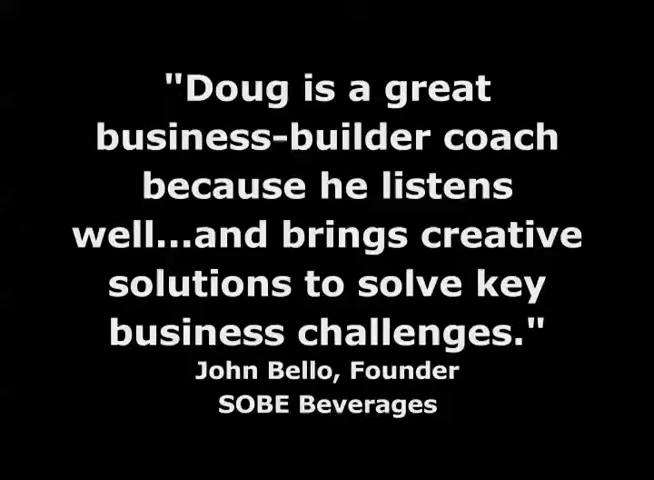 "Doug is a great
business-builder coach
because he listens
well...and brings creative
solutions to solve key
business challenges."
John Bello, Founder
SOBE Beverages